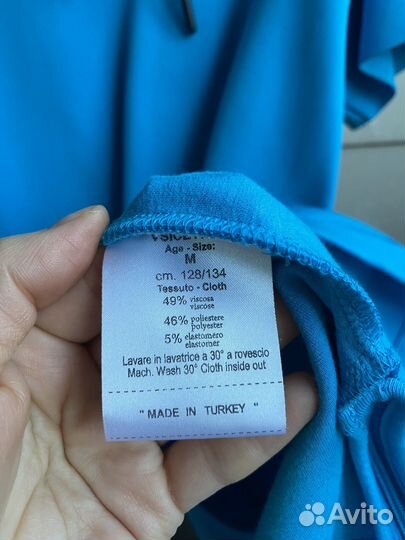 Age - Size:
M
cm. 128/134
Tessuto - Cloth
49% viscosa
viscose
46% poliestere
polyester
5% elastomero
elastomer
Lavare in lavatrice a 30° a rovescio
Mach. Wash 30° Cloth inside out
" MADE IN TURKEY "
Avito